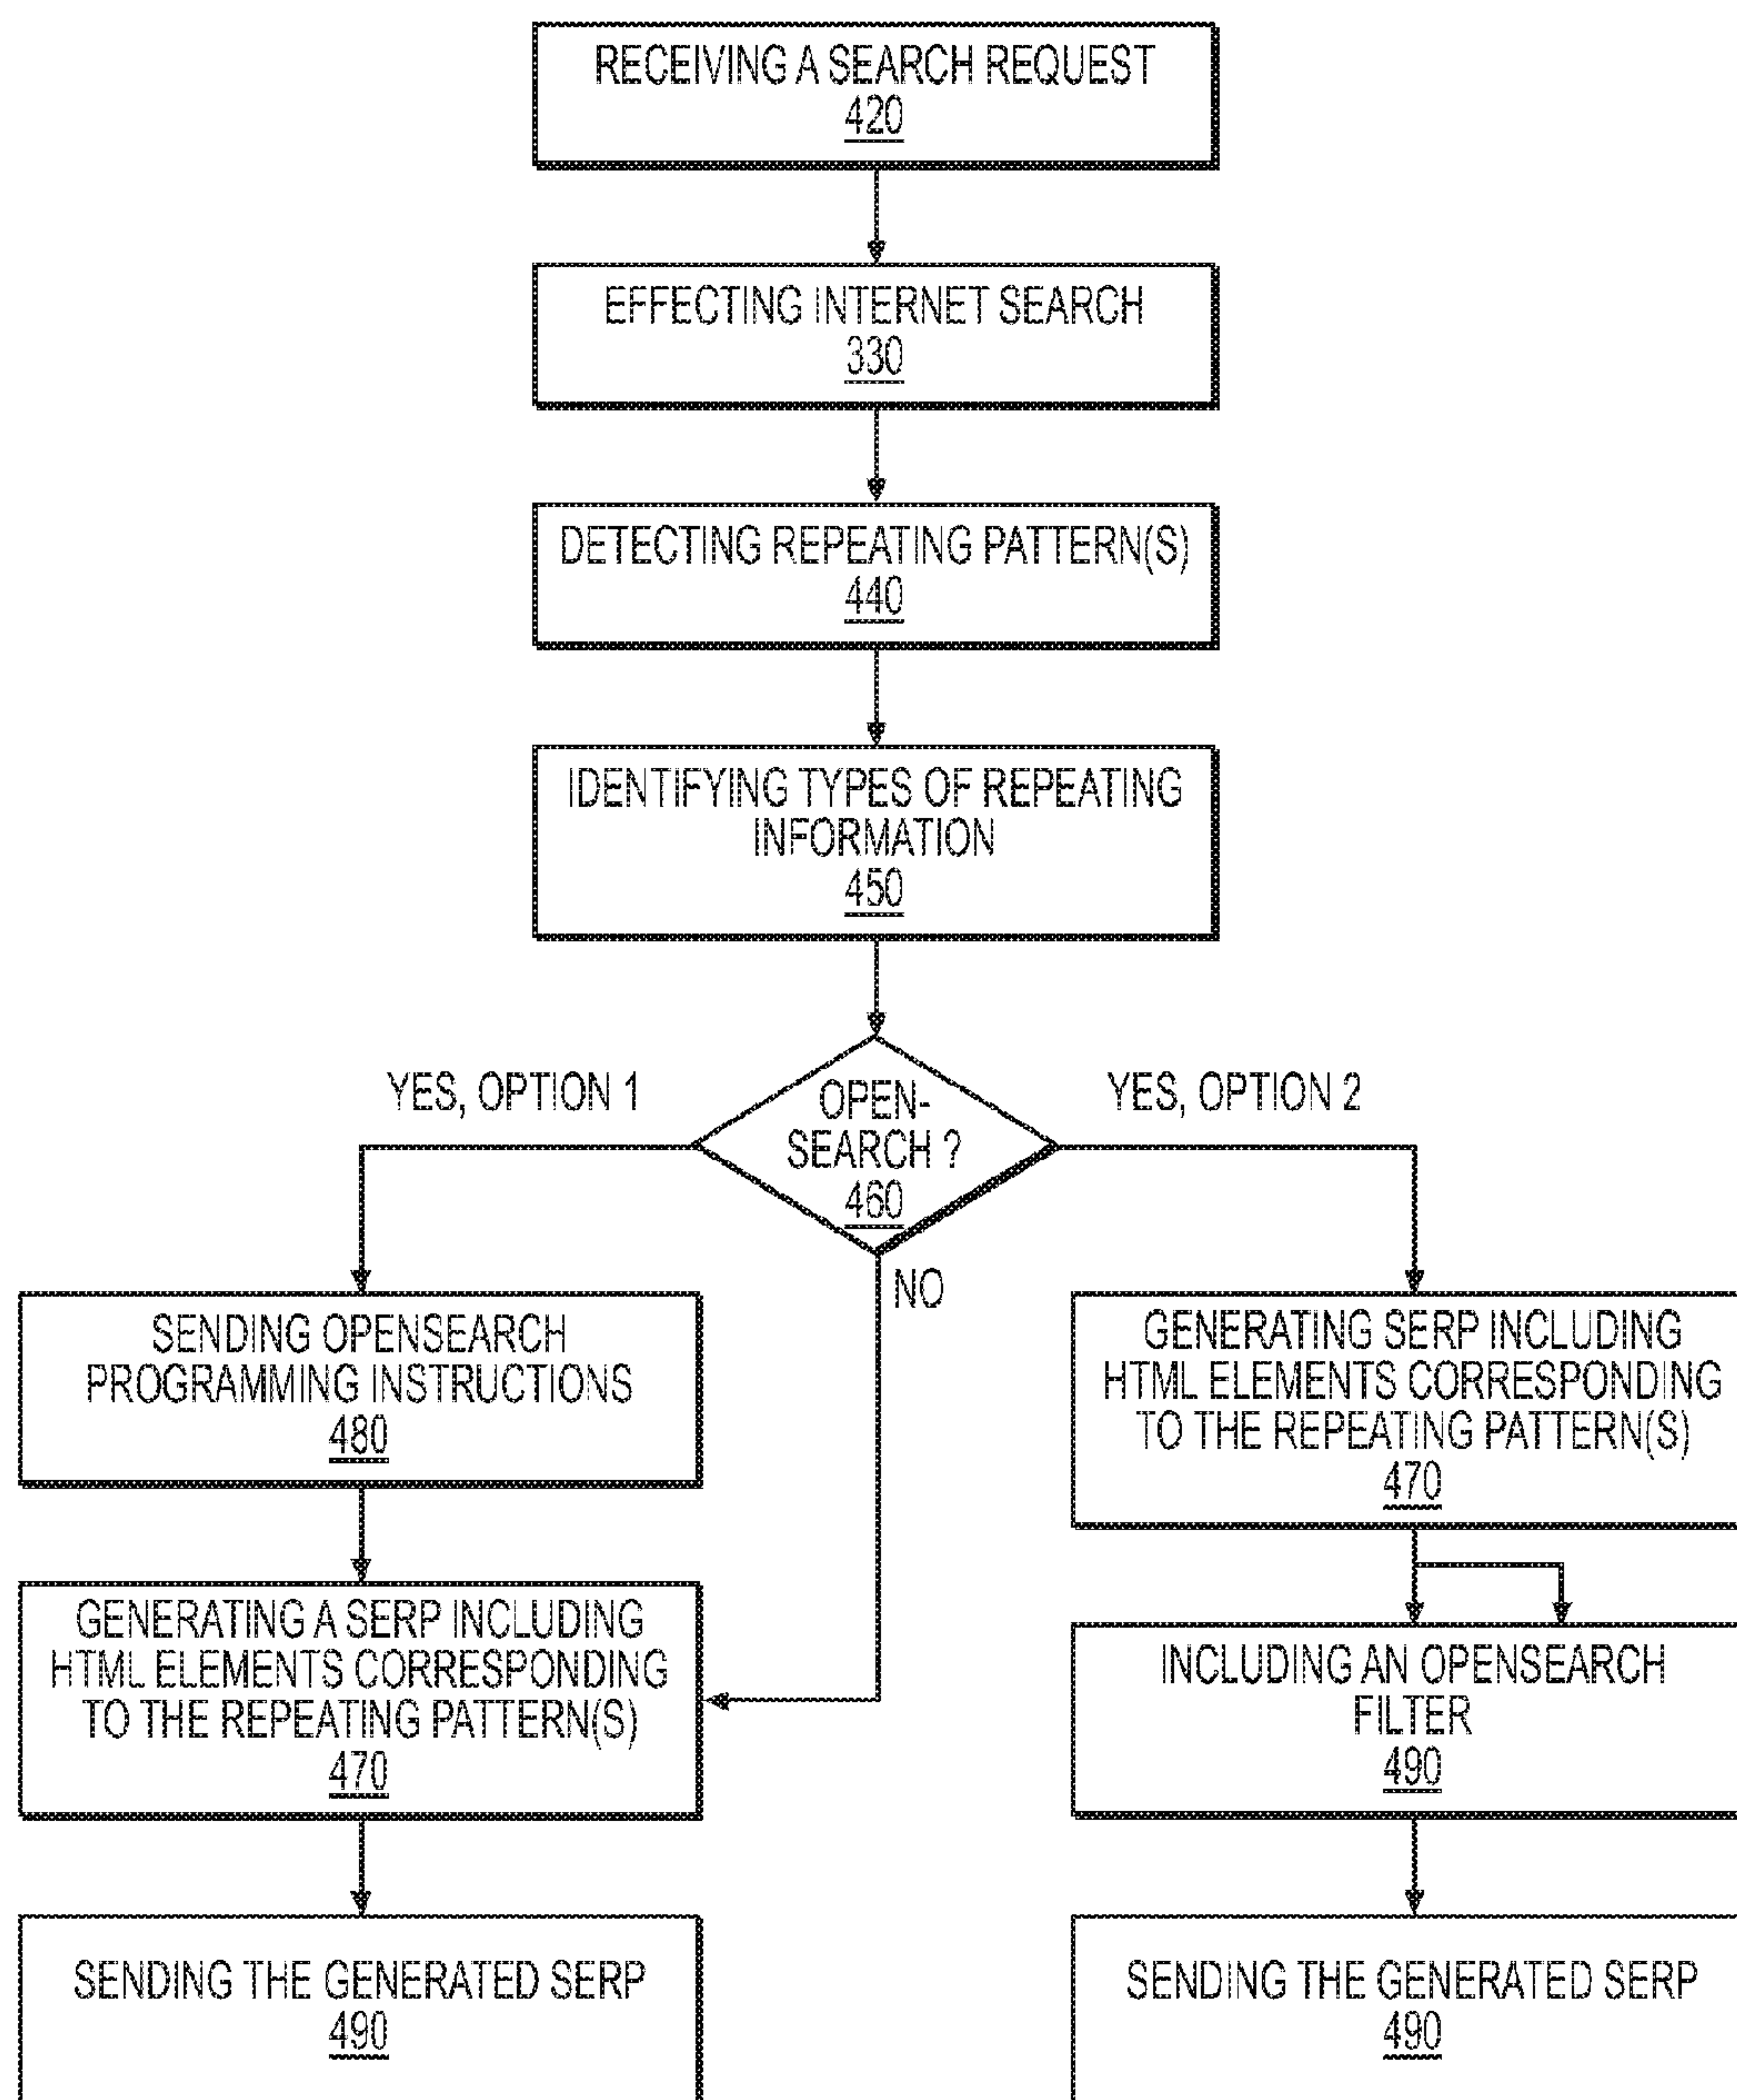 RECEIVING A SEARCH REQUEST
420
EFFECTING INTERNET SEARCH
330
DETECTING REPEATING PATTERN(S)
440
IDENTIFYING TYPES OF REPEATING
INFORMATION
450
YES, OPTION 1
OPEN-
SEARCH ?
460
YES, OPTION 2
NO
SENDING OPENSEARCH
PROGRAMMING INSTRUCTIONS
480
GENERATING A SERP INCLUDING
HTML ELEMENTS CORRESPONDING
TO THE REPEATING PATTERN(S)
470
SENDING THE GENERATED SERP
490
GENERATING SERP INCLUDING
HTML ELEMENTS CORRESPONDING
TO THE REPEATING PATTERN(S)
470
INCLUDING AN OPENSEARCH
FILTER
490
SENDING THE GENERATED SERP
490